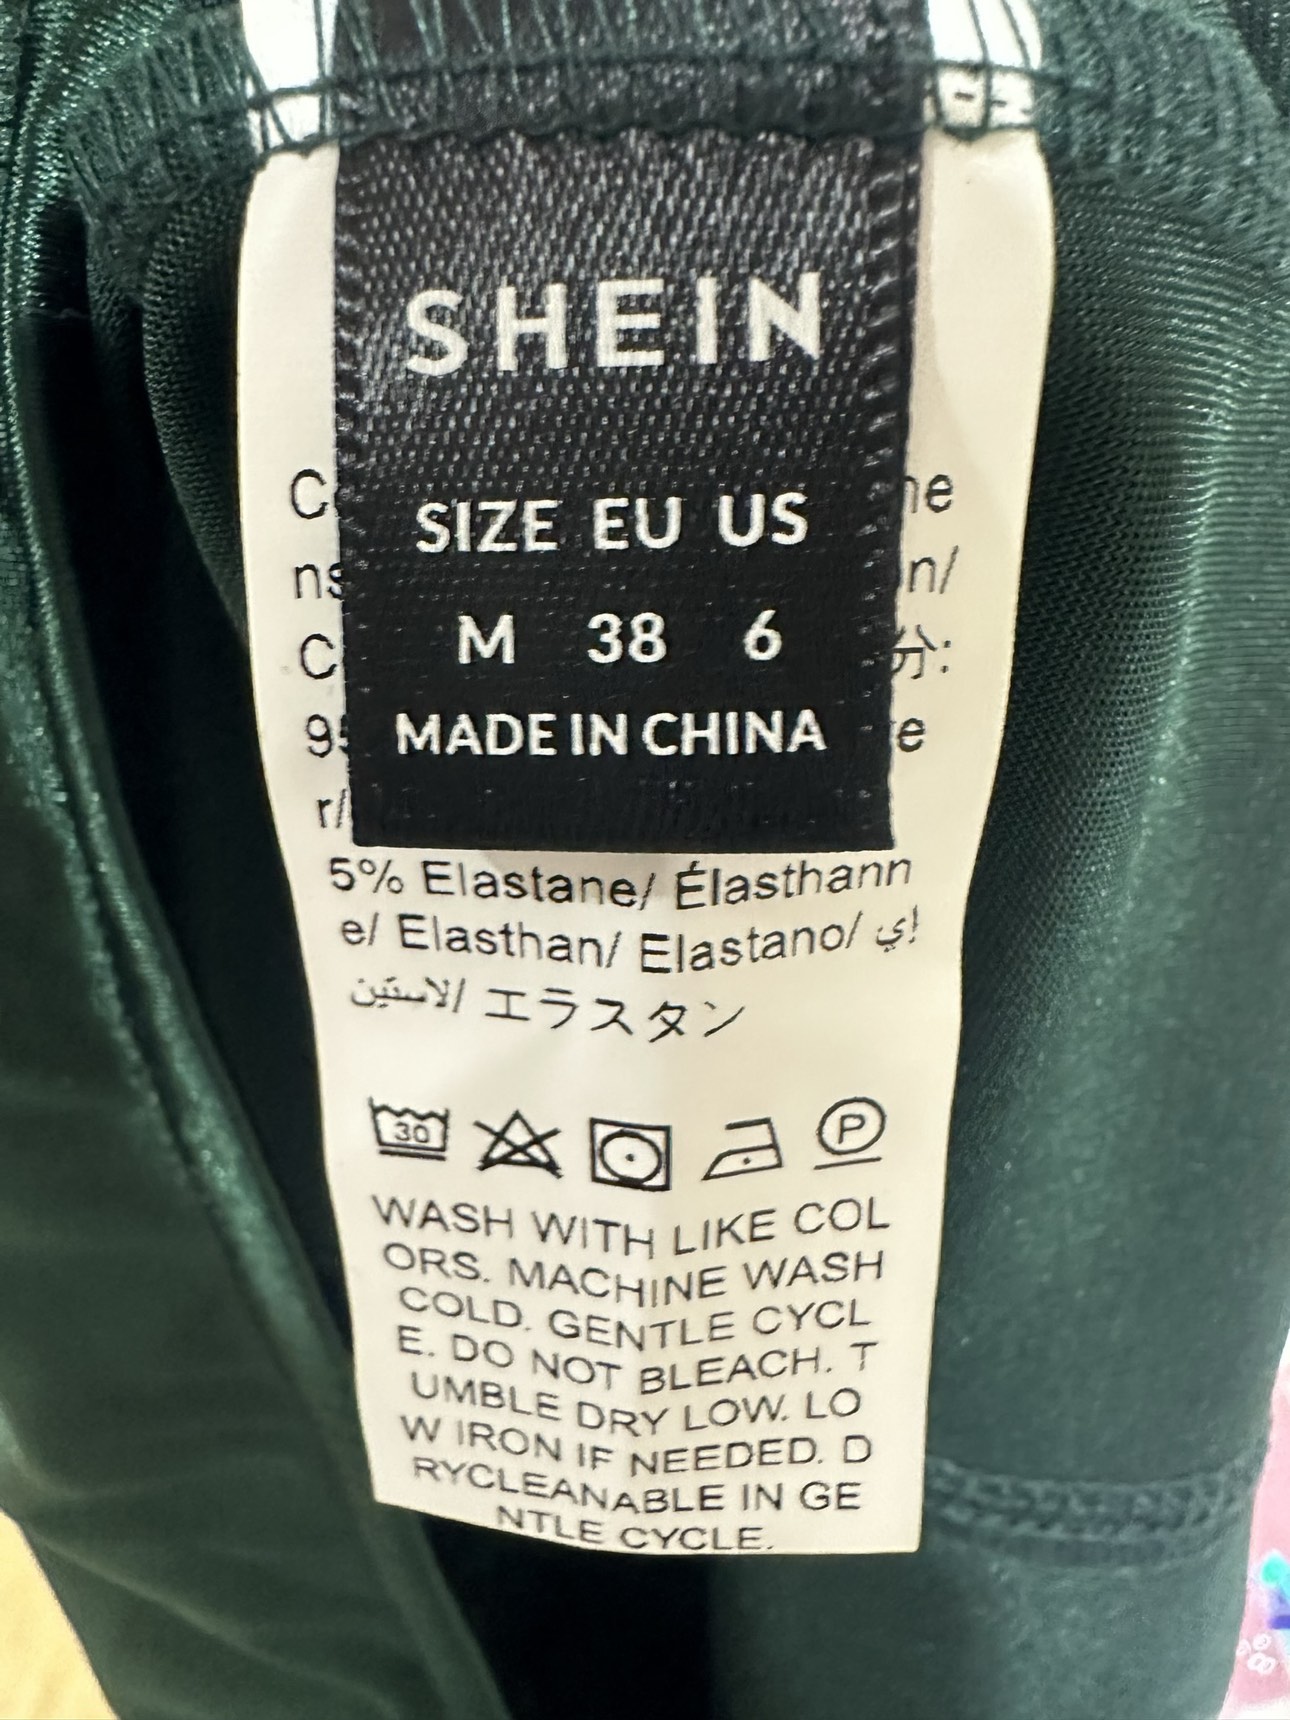 SHEIN
SIZE EU US
M 38 6
MADE IN CHINA
5% Elastane/ Élasthann
e/ Elasthan/ Elastano/ إي
لاستين/ エラスタン
30
P
WASH WITH LIKE COL
ORS. MACHINE WASH
COLD. GENTLE CYCL
E. DO NOT BLEACH. T
UMBLE DRY LOW. LO
W IRON IF NEEDED. D
RYCLEANABLE IN GE
NTLE CYCLE.